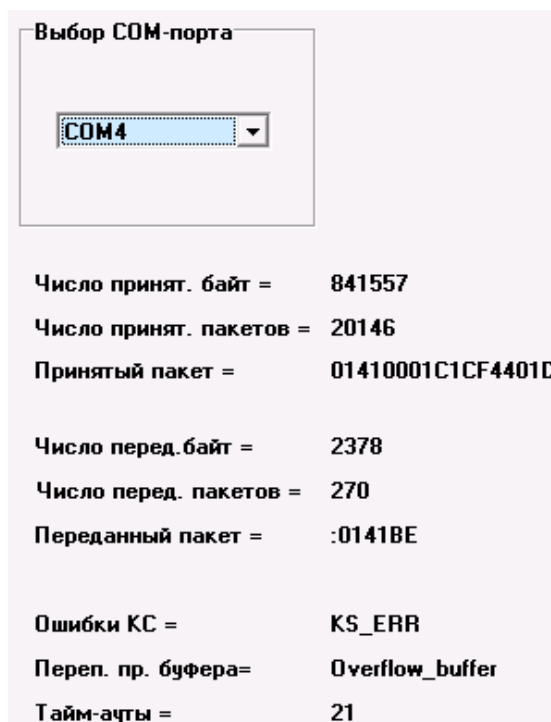 Выбор COM-порта
COM4
Число принят. байт = 841557
Число принят. пакетов = 20146
Принятый пакет = 01410001C1CF4401D
Число перед.байт = 2378
Число перед. пакетов = 270
Переданный пакет = :0141BE
Ошибки КС = KS_ERR
Переп. пр. буфера= Overflow_buffer
Тайм-ауты = 21